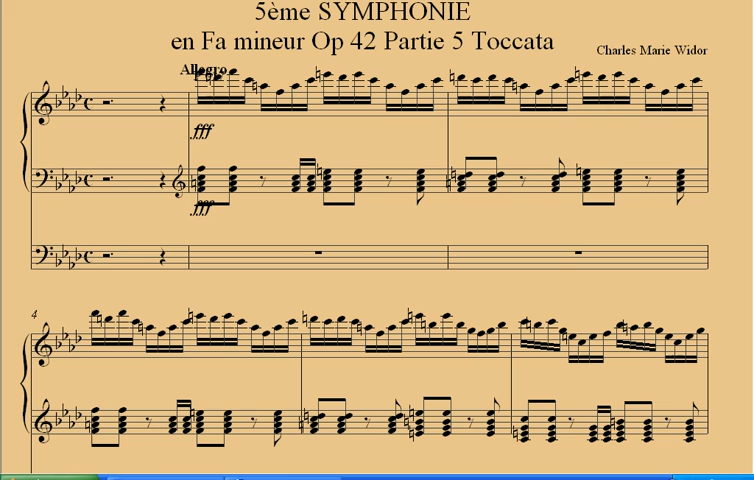 5ème SYMPHONIE
en Fa mineur Op 42 Partie 5 Toccata
Charles Marie Widor
Allegro
fff
fff
4